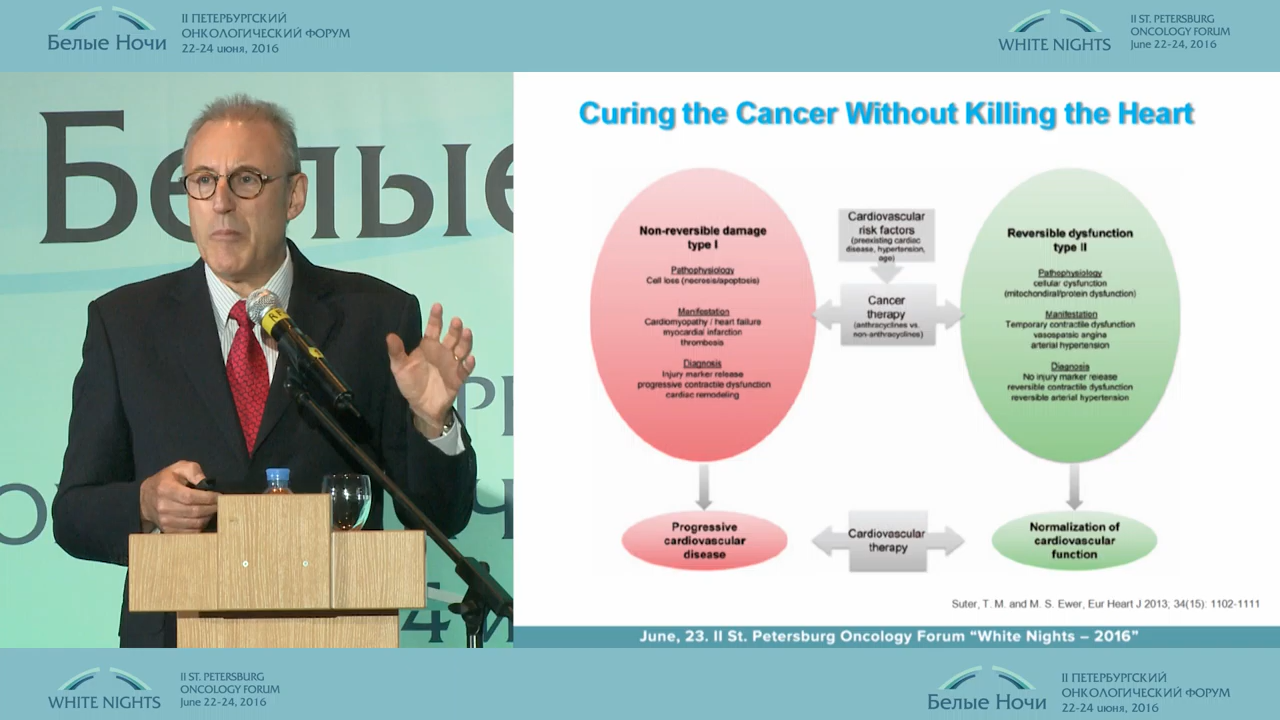 Белые Ночи
II ПЕТЕРБУРГСКИЙ
ОНКОЛОГИЧЕСКИЙ ФОРУМ
22-24 июня, 2016
WHITE NIGHTS
II ST. PETERSBURG
ONCOLOGY FORUM
June 22-24, 2016
Белые
Curing the Cancer Without Killing the Heart
Non-reversible damage
type I
Pathophysiology
Cell loss (necrosis/apoptosis)
Manifestation
Cardiomyopathy / heart failure
myocardial infarction
thrombosis
Diagnosis
Injury marker release
progressive contractile dysfunction
cardiac remodeling
Cardiovascular
risk factors
(preexisting cardiac
disease, hypertension,
age)
Cancer
therapy
(anthracyclines vs.
non-anthracyclines)
Reversible dysfunction
type II
Pathophysiology
cellular dysfunction
(mitochondiral/protein dysfunction)
Manifestation
Temporary contractile dysfunction
vasospastic angina
arterial hypertension
Diagnosis
No injury marker release
reversible contractile dysfunction
reversible arterial hypertension
Progressive
cardiovascular
disease
Cardiovascular
therapy
Normalization of
cardiovascular
function
Suter, T. M. and M. S. Ewer, Eur Heart J 2013; 34(15): 1102-1111
June, 23. II St. Petersburg Oncology Forum “White Nights – 2016”
WHITE NIGHTS
II ST. PETERSBURG
ONCOLOGY FORUM
June 22-24, 2016
Белые Ночи
II ПЕТЕРБУРГСКИЙ
ОНКОЛОГИЧЕСКИЙ ФОРУМ
22-24 июня, 2016